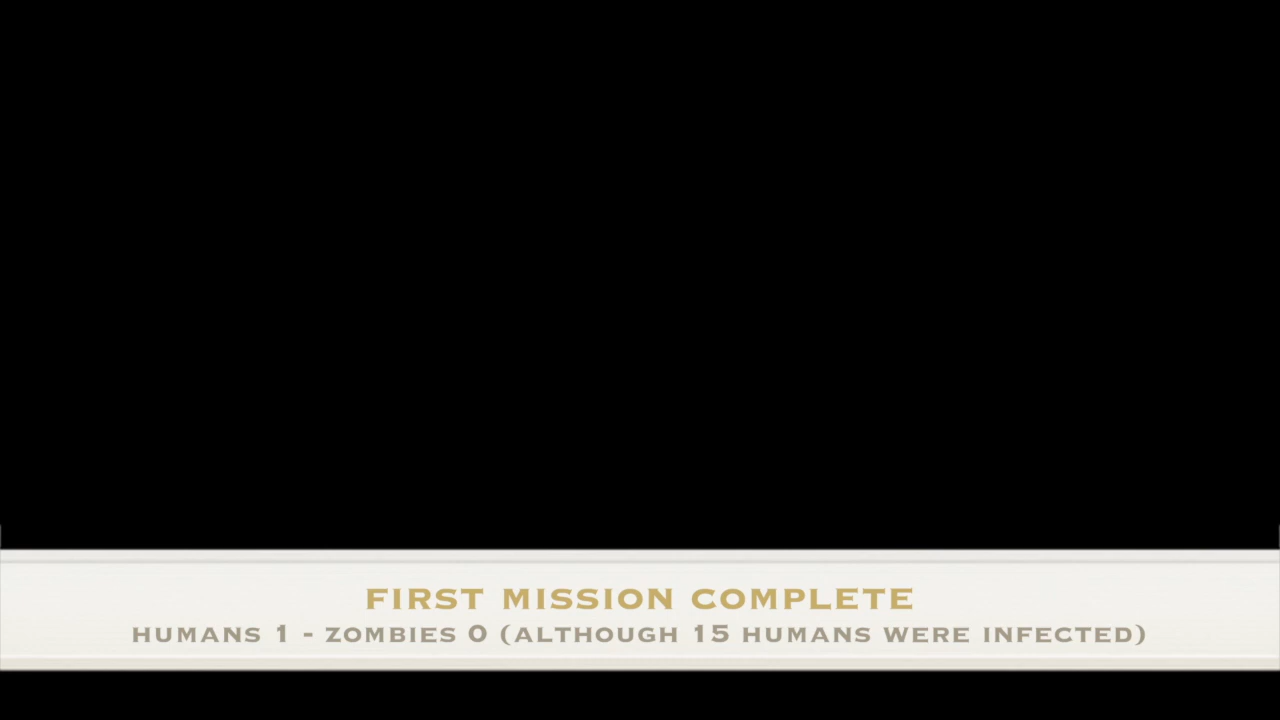 FIRST MISSION COMPLETE
HUMANS 1 - ZOMBIES 0 (ALTHOUGH 15 HUMANS WERE INFECTED)